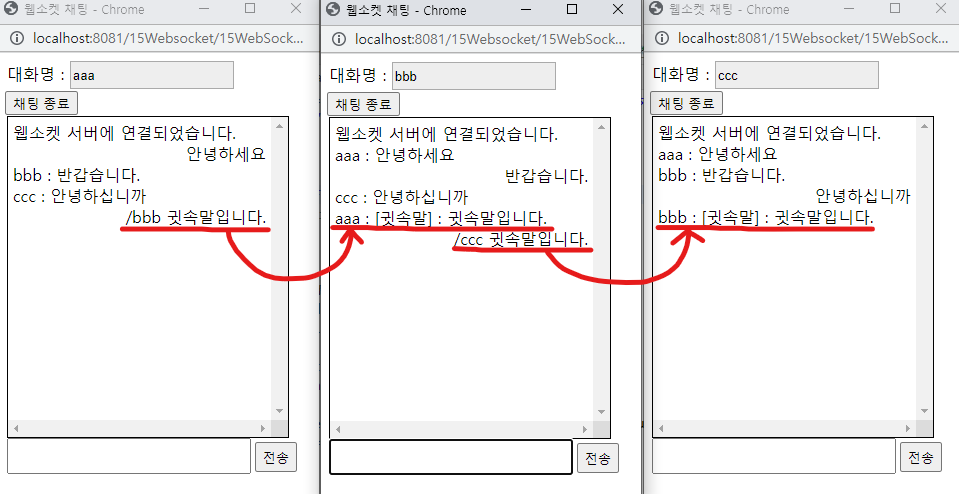 웹소켓 채팅 - Chrome
localhost:8081/15Websocket/15WebSock...
대화명 : aaa
채팅 종료
웹소켓 서버에 연결되었습니다.
안녕하세요
bbb : 반갑습니다.
ccc : 안녕하십니까
/bbb 귓속말입니다.
전송
웹소켓 채팅 - Chrome
localhost:8081/15Websocket/15WebSock...
대화명 : bbb
채팅 종료
웹소켓 서버에 연결되었습니다.
aaa : 안녕하세요
반갑습니다.
ccc : 안녕하십니까
aaa : [귓속말] : 귓속말입니다.
/ccc 귓속말입니다.
전송
웹소켓 채팅 - Chrome
localhost:8081/15Websocket/15WebSock...
대화명 : ccc
채팅 종료
웹소켓 서버에 연결되었습니다.
aaa : 안녕하세요
bbb : 반갑습니다.
안녕하십니까
bbb : [귓속말] : 귓속말입니다.
전송